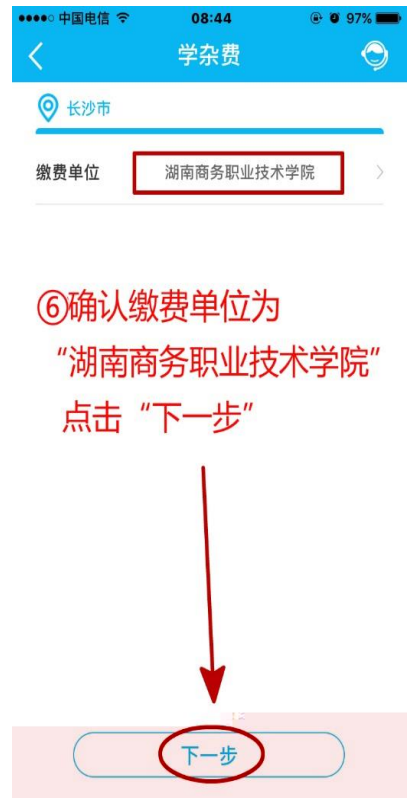 中国电信 08:44 97%
学杂费
长沙市
缴费单位 湖南商务职业技术学院
⑥确认缴费单位为
“湖南商务职业技术学院”
点击“下一步”
下一步